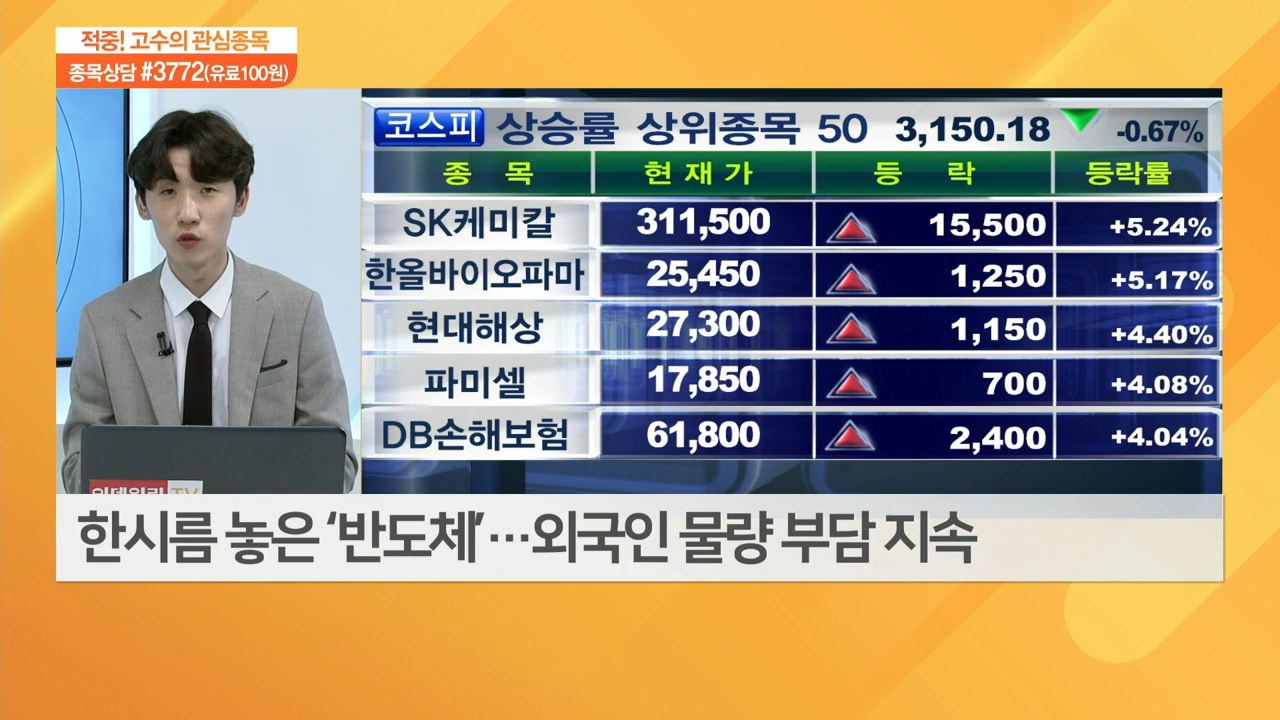 적중! 고수의 관심종목
종목상담 #3772(유료100원)
코스피 상승률 상위종목 50 3,150.18 -0.67%
종 목 현 재 가 등 락 등락률
SK케미칼 311,500 15,500 +5.24%
한올바이오파마 25,450 1,250 +5.17%
현대해상 27,300 1,150 +4.40%
파미셀 17,850 700 +4.08%
DB손해보험 61,800 2,400 +4.04%
TV
한시름 놓은 ‘반도체’…외국인 물량 부담 지속